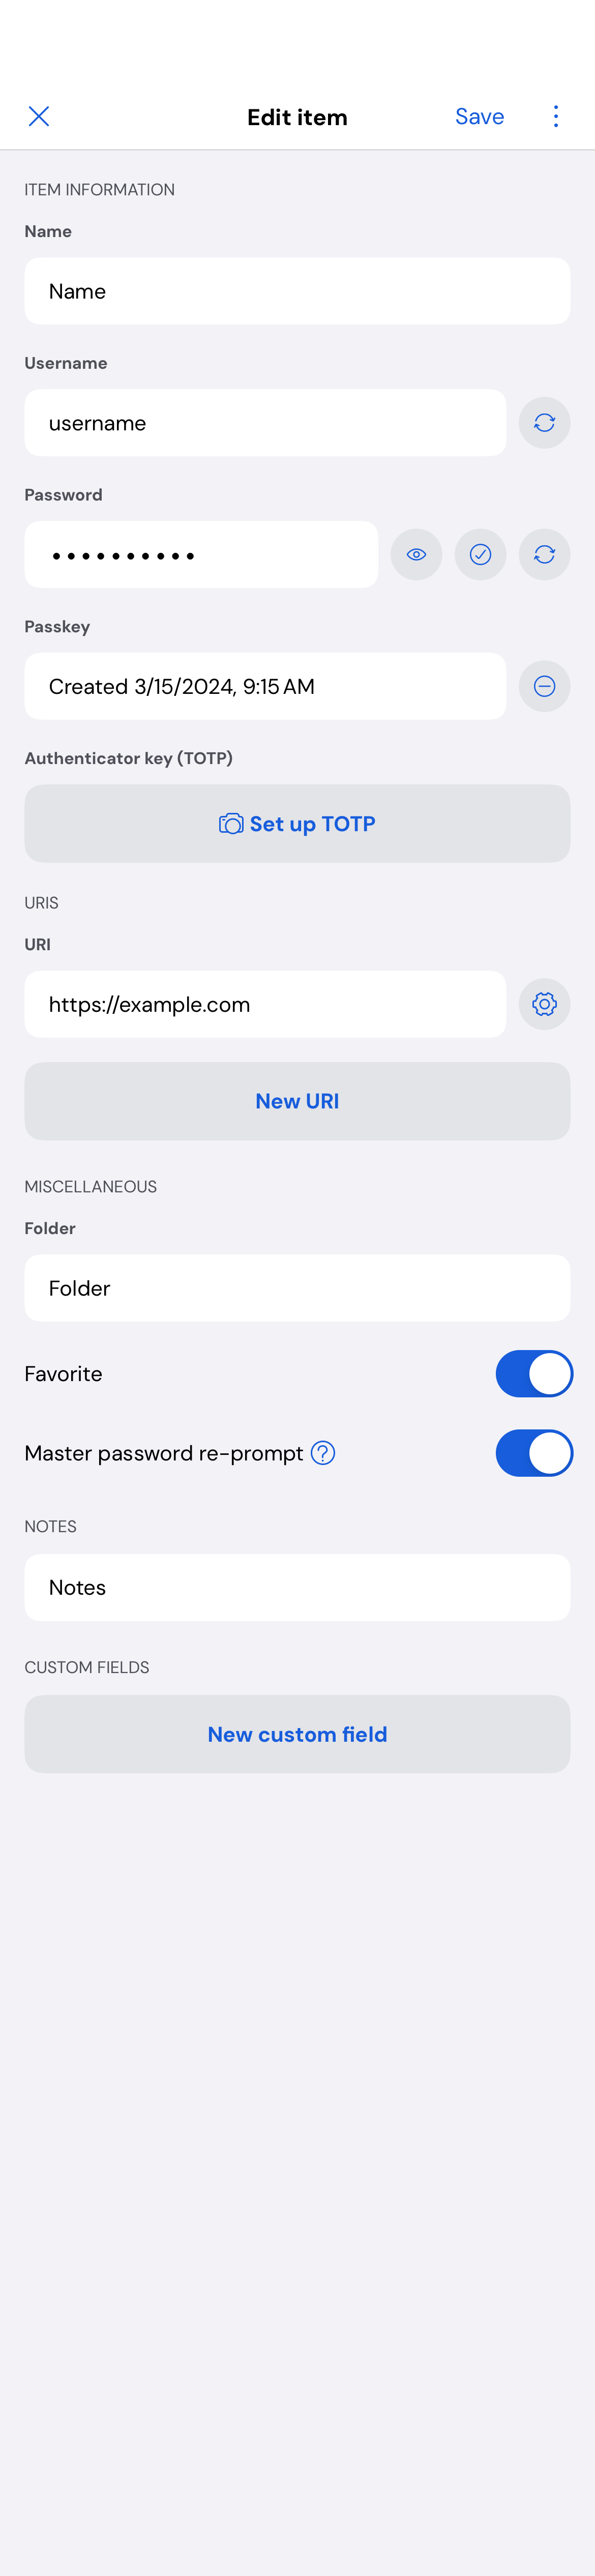 Edit item
Save
ITEM INFORMATION
Name
Name
Username
username
Password
Passkey
Created 3/15/2024, 9:15 AM
Authenticator key (TOTP)
Set up TOTP
URIS
URI
https://example.com
New URI
MISCELLANEOUS
Folder
Folder
Favorite
Master password re-prompt
NOTES
Notes
CUSTOM FIELDS
New custom field